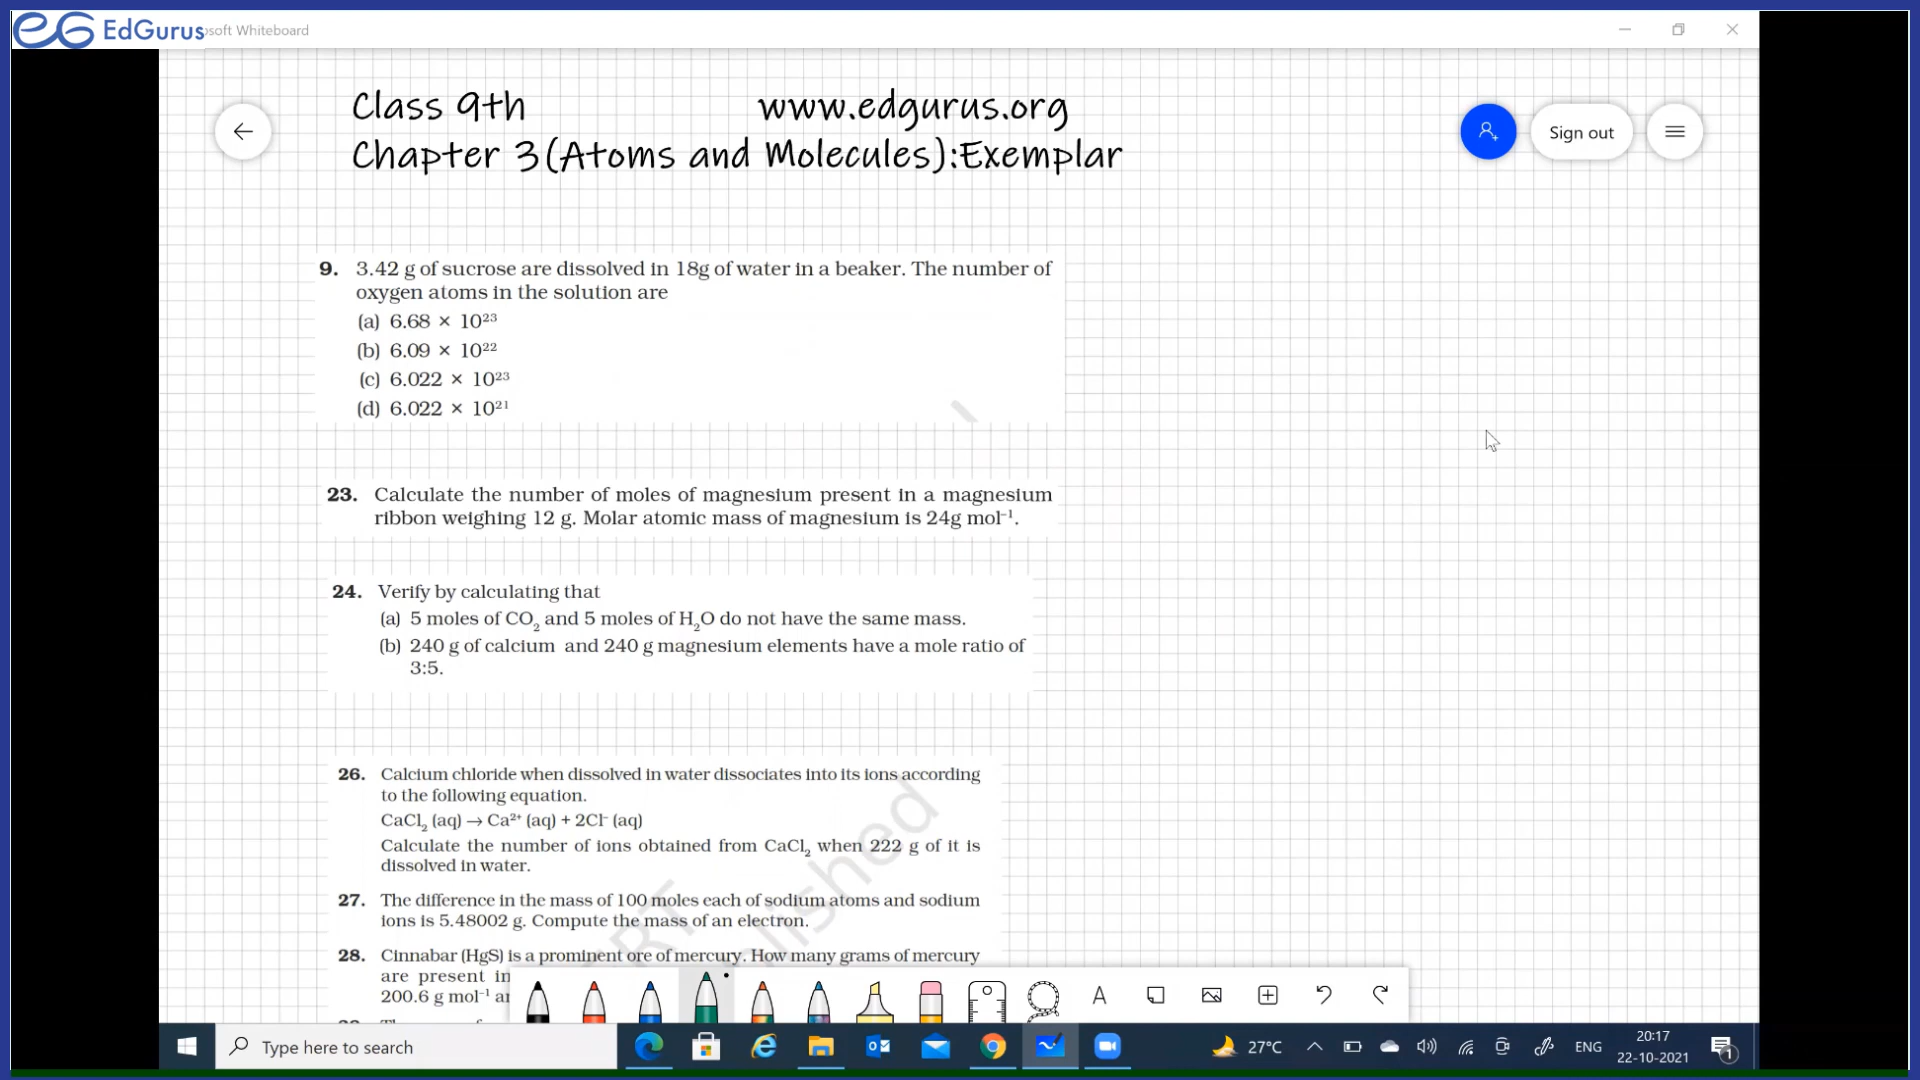 EdGurus
osoft Whiteboard
Class 9th www.edgurus.org
Chapter 3(Atoms and Molecules):Exemplar
Sign out
9. 3.42 g of sucrose are dissolved in 18g of water in a beaker. The number of
oxygen atoms in the solution are
(a) 6.68 × 10²³
(b) 6.09 × 10²²
(c) 6.022 × 10²³
(d) 6.022 × 10²¹
23. Calculate the number of moles of magnesium present in a magnesium
ribbon weighing 12 g. Molar atomic mass of magnesium is 24g mol⁻¹.
24. Verify by calculating that
(a) 5 moles of CO₂ and 5 moles of H₂O do not have the same mass.
(b) 240 g of calcium and 240 g magnesium elements have a mole ratio of
3:5.
26. Calcium chloride when dissolved in water dissociates into its ions according
to the following equation.
CaCl₂ (aq) → Ca²⁺ (aq) + 2Cl⁻ (aq)
Calculate the number of ions obtained from CaCl₂ when 222 g of it is
dissolved in water.
27. The difference in the mass of 100 moles each of sodium atoms and sodium
ions is 5.48002 g. Compute the mass of an electron.
28. Cinnabar (HgS) is a prominent ore of mercury. How many grams of mercury
are present in
200.6 g mol⁻¹ ar
A
Type here to search
27°C
ENG
20:17
22-10-2021
1